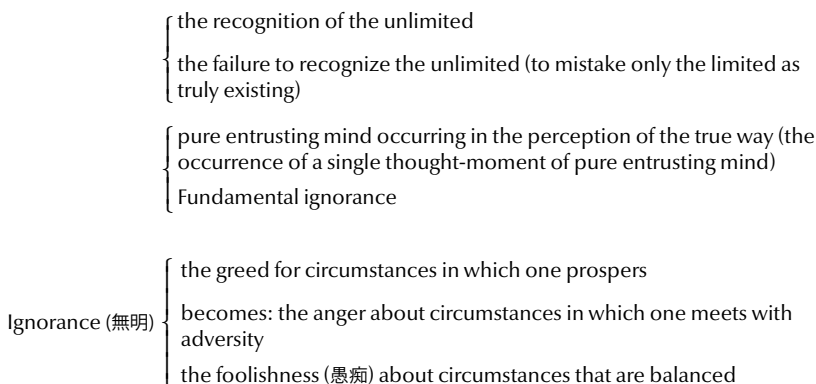 the recognition of the unlimited
the failure to recognize the unlimited (to mistake only the limited as
truly existing)
pure entrusting mind occurring in the perception of the true way (the
occurrence of a single thought-moment of pure entrusting mind)
Fundamental ignorance
the greed for circumstances in which one prospers
Ignorance (無明)
becomes: the anger about circumstances in which one meets with
adversity
the foolishness (愚痴) about circumstances that are balanced